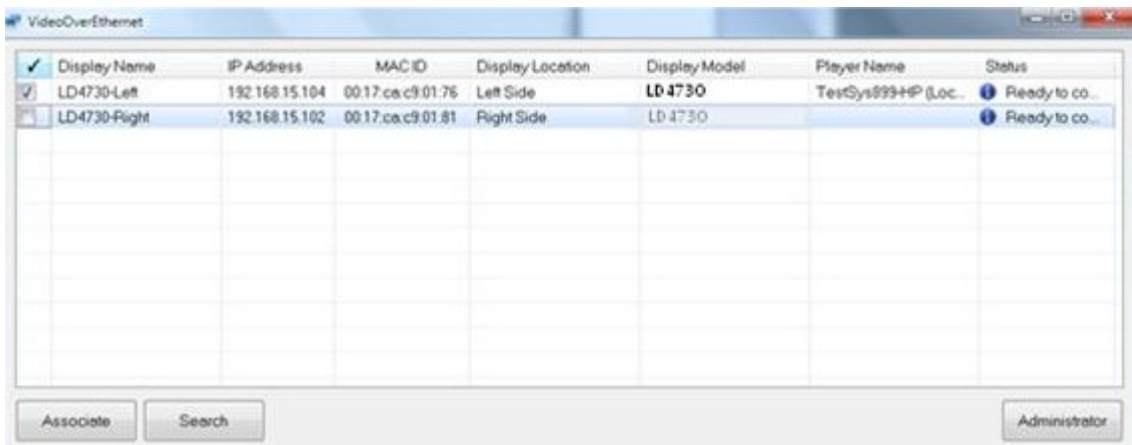 VideoOverEthernet
✓ Display Name IP Address MAC ID Display Location Display Model Player Name Status
LD4730-Left 192.168.15.104 00:17:ca:c9:01:76 Left Side LD4730 TestSys899-HP (Loc... Ready to co...
LD4730-Right 192.168.15.102 00:17:ca:c9:01:81 Right Side LD4730 Ready to co...
Associate Search Administrator